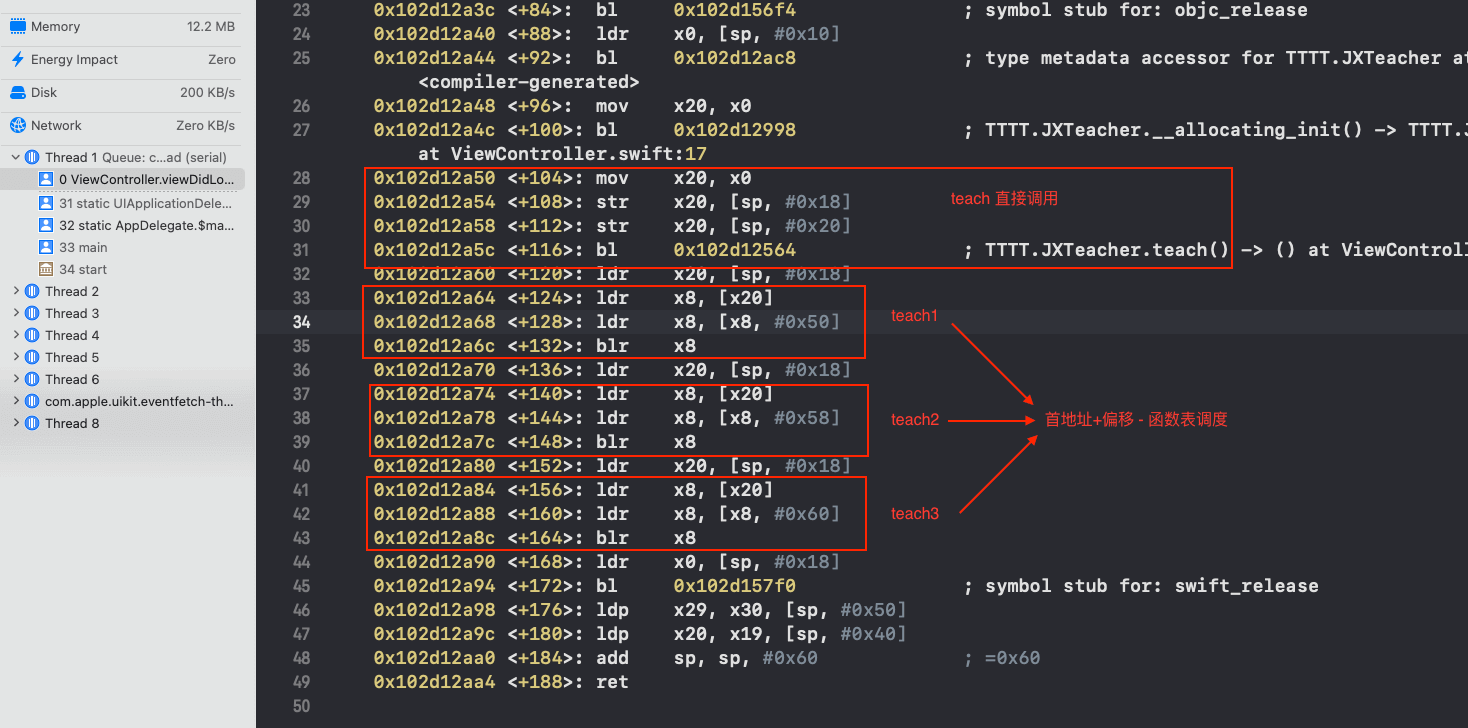 Memory 12.2 MB
Energy Impact Zero
Disk 200 KB/s
Network Zero KB/s
Thread 1 Queue: c...ad (serial)
0 ViewController.viewDidLo...
31 static UIApplicationDele...
32 static AppDelegate.$ma...
33 main
34 start
Thread 2
Thread 3
Thread 4
Thread 5
Thread 6
com.apple.uikit.eventfetch-th...
Thread 8
23 0x102d12a3c <+84>: bl 0x102d156f4 ; symbol stub for: objc_release
24 0x102d12a40 <+88>: ldr x0, [sp, #0x10]
25 0x102d12a44 <+92>: bl 0x102d12ac8 ; type metadata accessor for TTTT.JXTeacher at
<compiler-generated>
26 0x102d12a48 <+96>: mov x20, x0
27 0x102d12a4c <+100>: bl 0x102d12998 ; TTTT.JXTeacher.__allocating_init() -> TTTT.J
at ViewController.swift:17
28 0x102d12a50 <+104>: mov x20, x0
teach 直接调用
29 0x102d12a54 <+108>: str x20, [sp, #0x18]
30 0x102d12a58 <+112>: str x20, [sp, #0x20]
31 0x102d12a5c <+116>: bl 0x102d12564 ; TTTT.JXTeacher.teach() -> () at ViewControll
32 0x102d12a60 <+120>: ldr x20, [sp, #0x18]
33 0x102d12a64 <+124>: ldr x8, [x20]
34 0x102d12a68 <+128>: ldr x8, [x8, #0x50]
teach1
35 0x102d12a6c <+132>: blr x8
36 0x102d12a70 <+136>: ldr x20, [sp, #0x18]
37 0x102d12a74 <+140>: ldr x8, [x20]
38 0x102d12a78 <+144>: ldr x8, [x8, #0x58]
teach2
首地址+偏移 - 函数表调度
39 0x102d12a7c <+148>: blr x8
40 0x102d12a80 <+152>: ldr x20, [sp, #0x18]
41 0x102d12a84 <+156>: ldr x8, [x20]
42 0x102d12a88 <+160>: ldr x8, [x8, #0x60]
teach3
43 0x102d12a8c <+164>: blr x8
44 0x102d12a90 <+168>: ldr x0, [sp, #0x18]
45 0x102d12a94 <+172>: bl 0x102d157f0 ; symbol stub for: swift_release
46 0x102d12a98 <+176>: ldp x29, x30, [sp, #0x50]
47 0x102d12a9c <+180>: ldp x20, x19, [sp, #0x40]
48 0x102d12aa0 <+184>: add sp, sp, #0x60 ; =0x60
49 0x102d12aa4 <+188>: ret
50